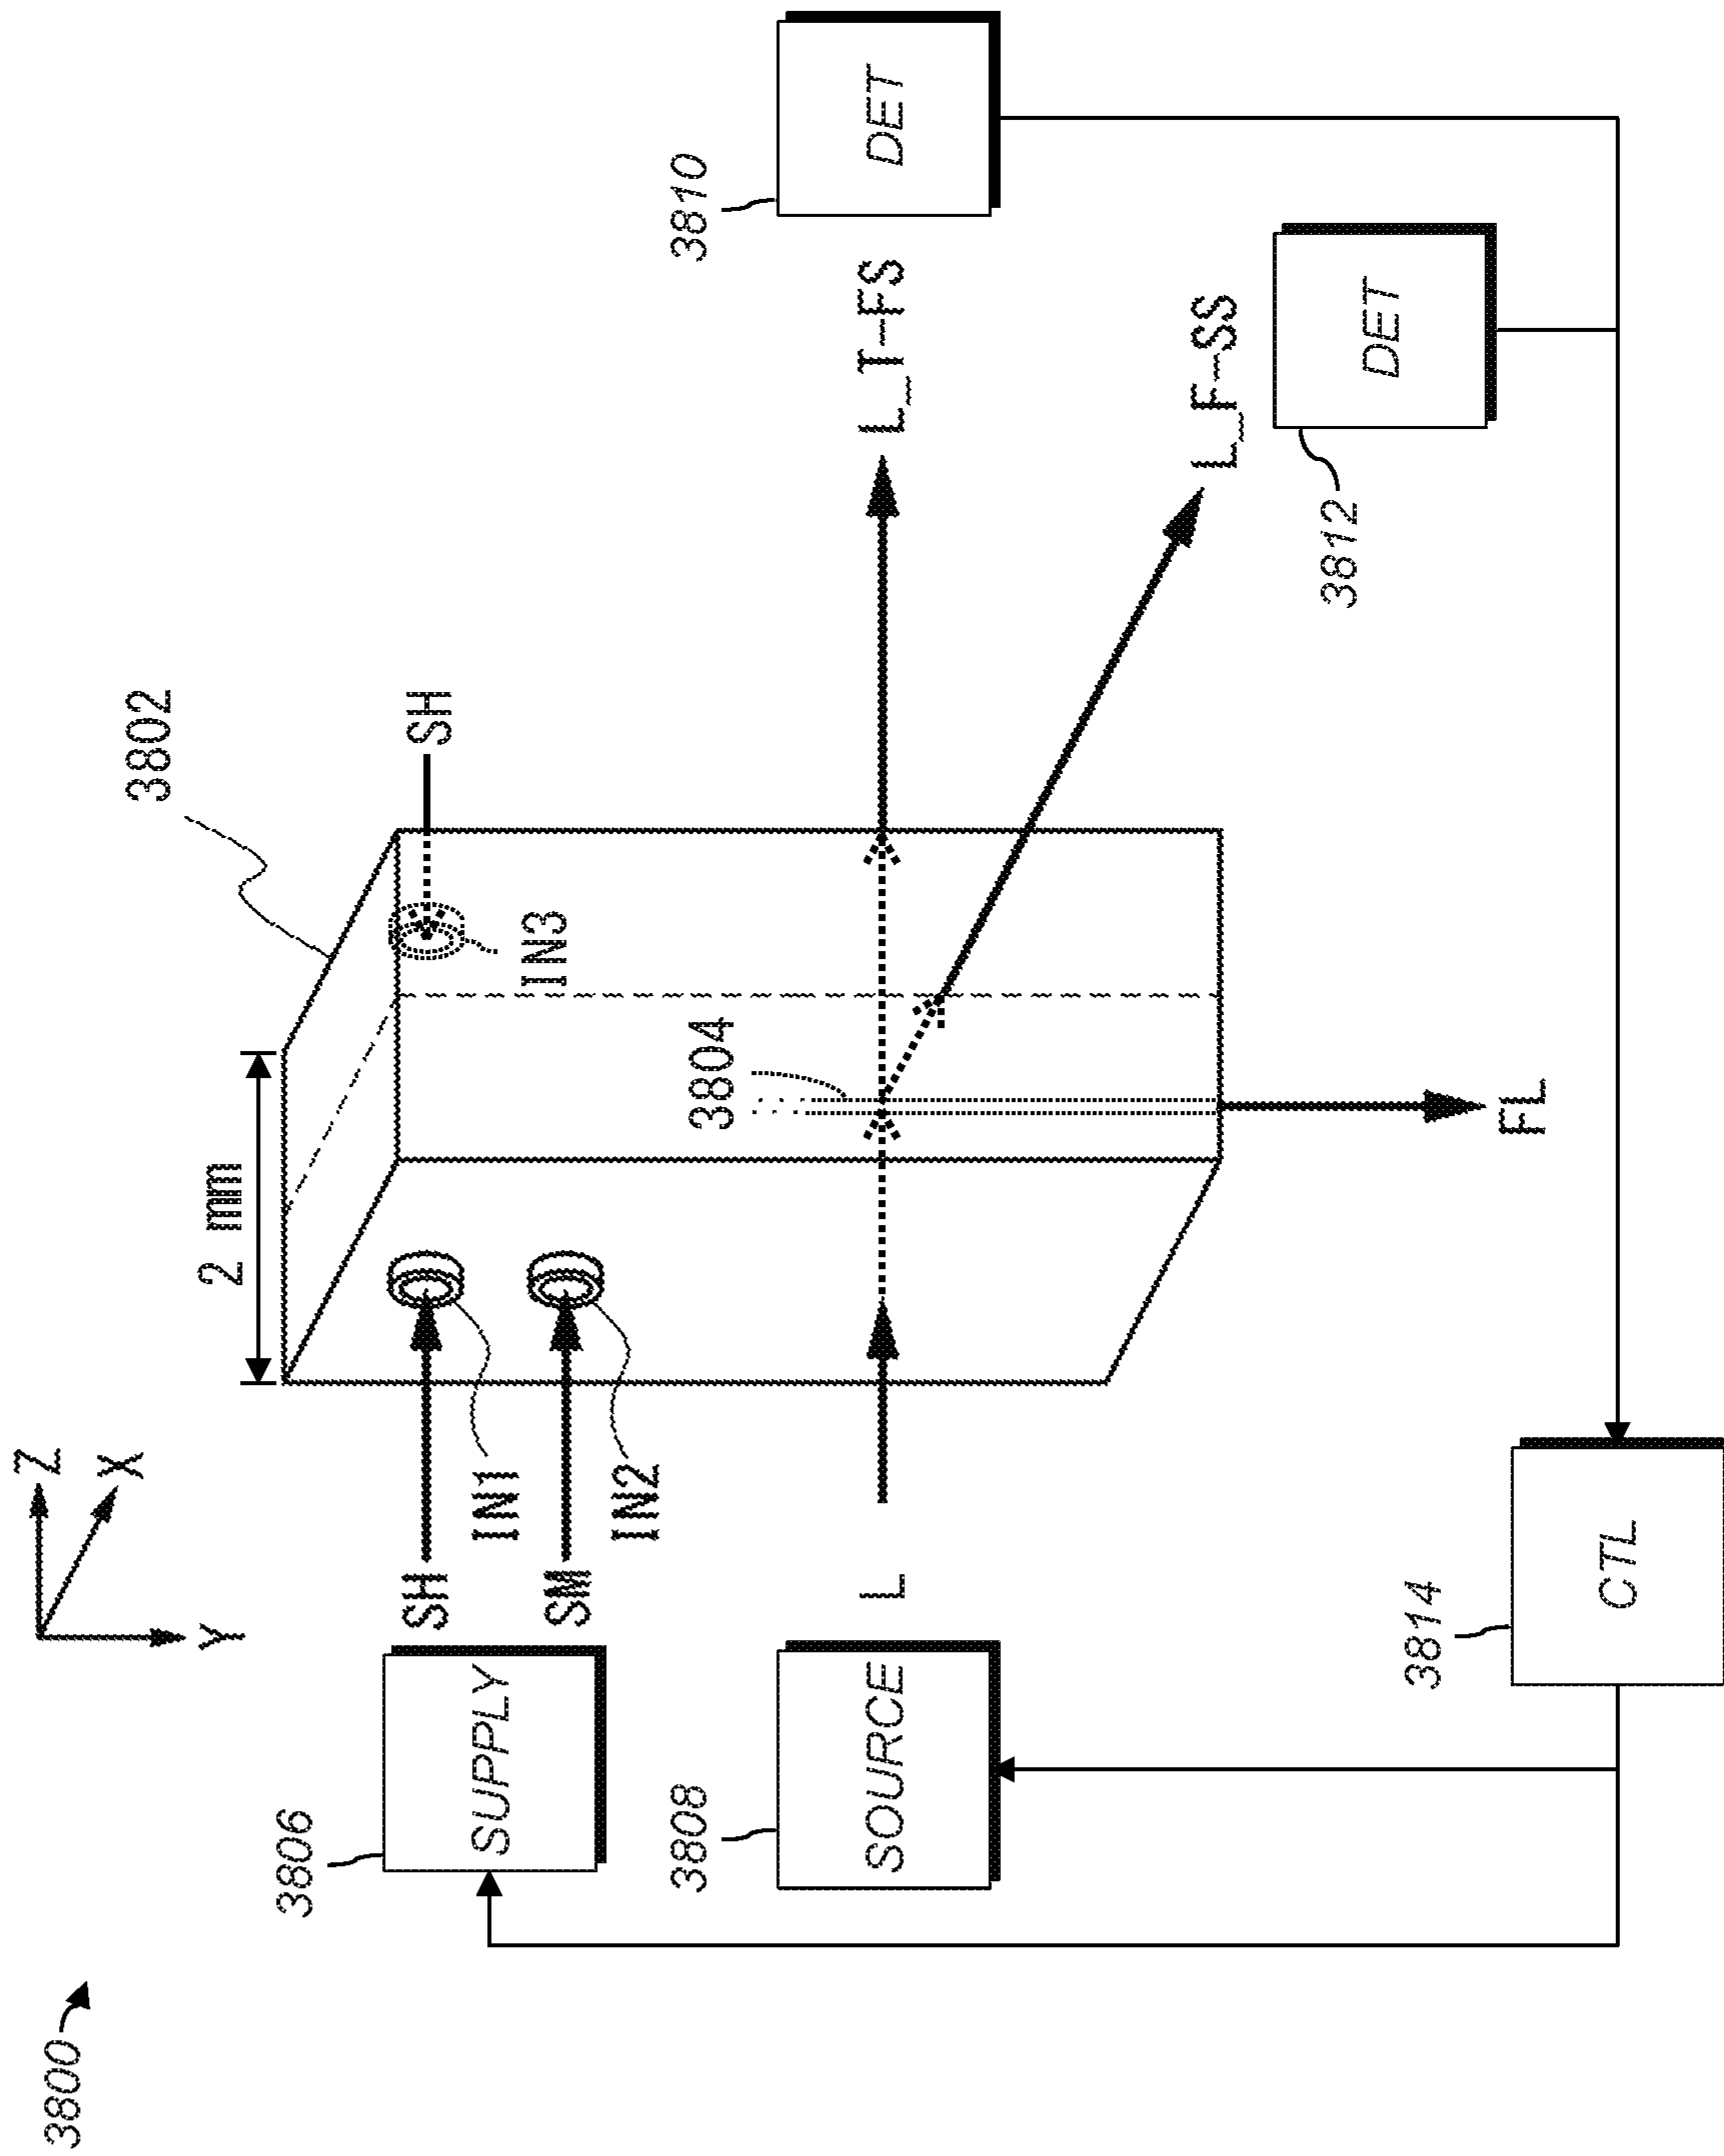 3800
Z
X
Y
2 mm
3802
3806
SUPPLY
SH
SM
IN1
IN2
IN3
SH
3804
3808
SOURCE
L
L_T-FS
3810
DET
L_F-SS
3812
DET
FL
3814
CTL